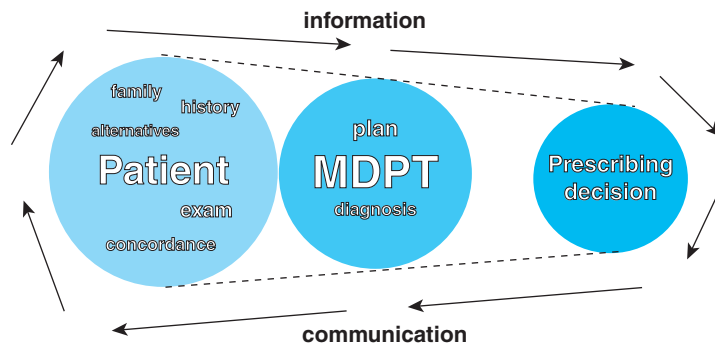 information
family
history
alternatives
Patient
exam
concordance
plan
MDPT
diagnosis
Prescribing
decision
communication